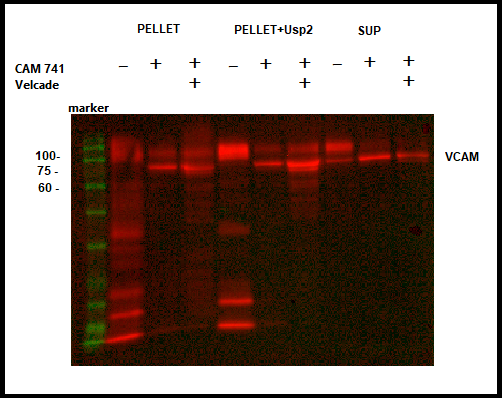 PELLET PELLET+Usp2 SUP
CAM 741 – + + – + + – + +
Velcade + + +
marker
100- VCAM
75 -
60 -